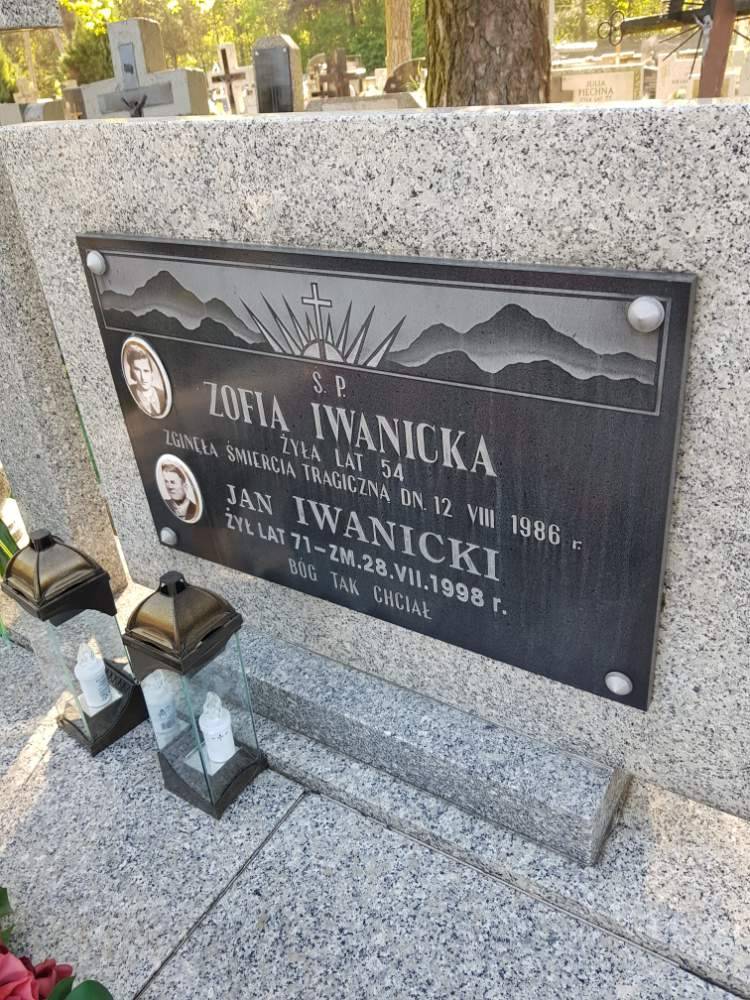 JULIA
PIECHNA
Ś. P.
ZOFIA IWANICKA
ŻYŁA LAT 54
ZGINĘŁA ŚMIERCIĄ TRAGICZNĄ DN. 12 VIII 1986 r.
JAN IWANICKI
ŻYŁ LAT 71-ZM.28.VII.1998 r.
BÓG TAK CHCIAŁ